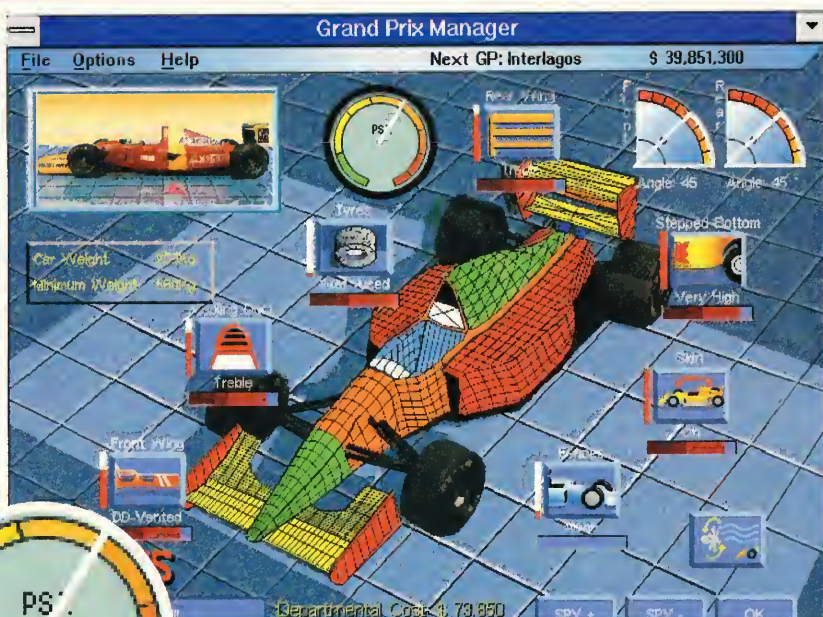 Grand Prix Manager
File Options Help Next GP: Interlagos $ 39,851,300
Rear Wing
Front
Rear
PS%
Angle 45 Angle 45
Tyres
Stepped Bottom
Car Weight
Minimum Weight
Very High
Treble
Skin
On
Front Wing
DD-Vented
PS%
Departmental Cost $ 73,850
SPY + SPY - OK